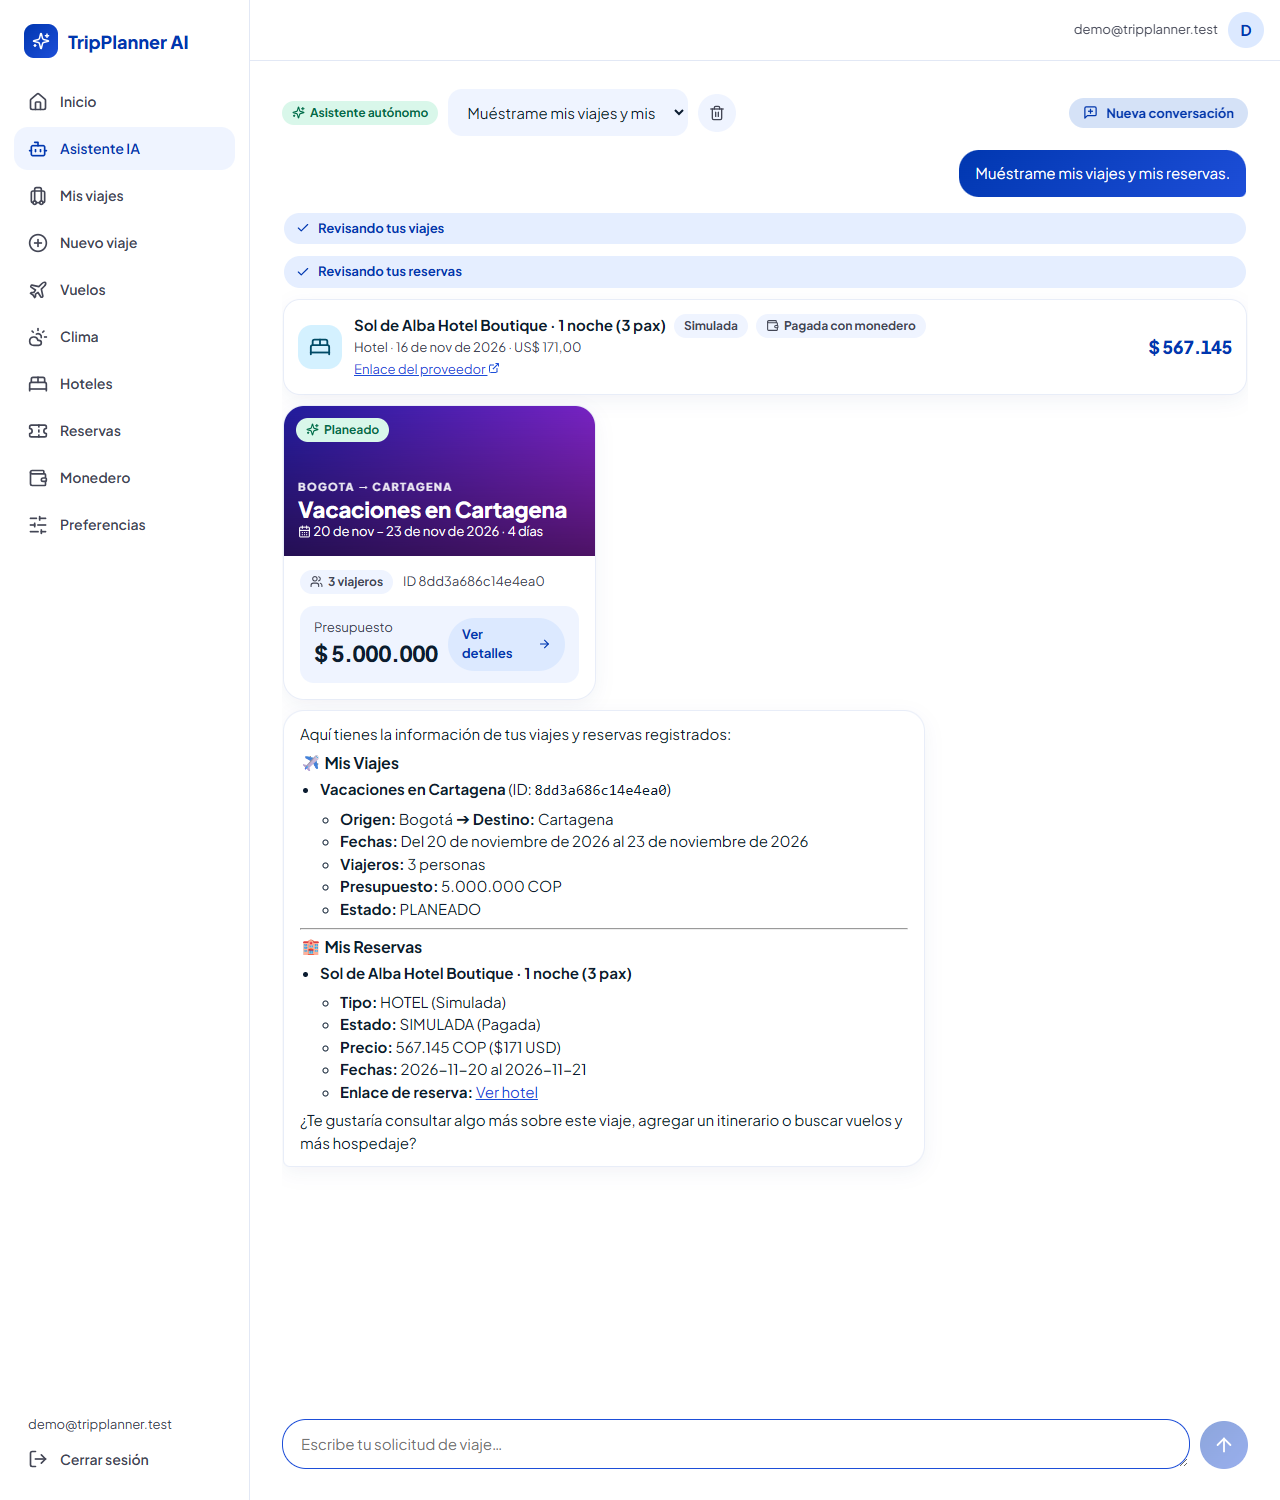 TripPlanner AI
demo@tripplanner.test
D
Inicio
Asistente IA
Mis viajes
Nuevo viaje
Vuelos
Clima
Hoteles
Reservas
Monedero
Preferencias
demo@tripplanner.test
Cerrar sesión
Asistente autónomo
Muéstrame mis viajes y mis
Nueva conversación
Muéstrame mis viajes y mis reservas.
Revisando tus viajes
Revisando tus reservas
Sol de Alba Hotel Boutique · 1 noche (3 pax) Simulada Pagada con monedero
Hotel · 16 de nov de 2026 · US$ 171,00
Enlace del proveedor
$ 567.145
Planeado
BOGOTA → CARTAGENA
Vacaciones en Cartagena
20 de nov – 23 de nov de 2026 · 4 días
3 viajeros ID 8dd3a686c14e4ea0
Presupuesto
$ 5.000.000
Ver
detalles
Aquí tienes la información de tus viajes y reservas registrados:
✈️ Mis Viajes
• Vacaciones en Cartagena (ID: 8dd3a686c14e4ea0)
◦ Origen: Bogotá ➔ Destino: Cartagena
◦ Fechas: Del 20 de noviembre de 2026 al 23 de noviembre de 2026
◦ Viajeros: 3 personas
◦ Presupuesto: 5.000.000 COP
◦ Estado: PLANEADO
🏨 Mis Reservas
• Sol de Alba Hotel Boutique · 1 noche (3 pax)
◦ Tipo: HOTEL (Simulada)
◦ Estado: SIMULADA (Pagada)
◦ Precio: 567.145 COP ($171 USD)
◦ Fechas: 2026-11-20 al 2026-11-21
◦ Enlace de reserva: Ver hotel
¿Te gustaría consultar algo más sobre este viaje, agregar un itinerario o buscar vuelos y
más hospedaje?
Escribe tu solicitud de viaje...